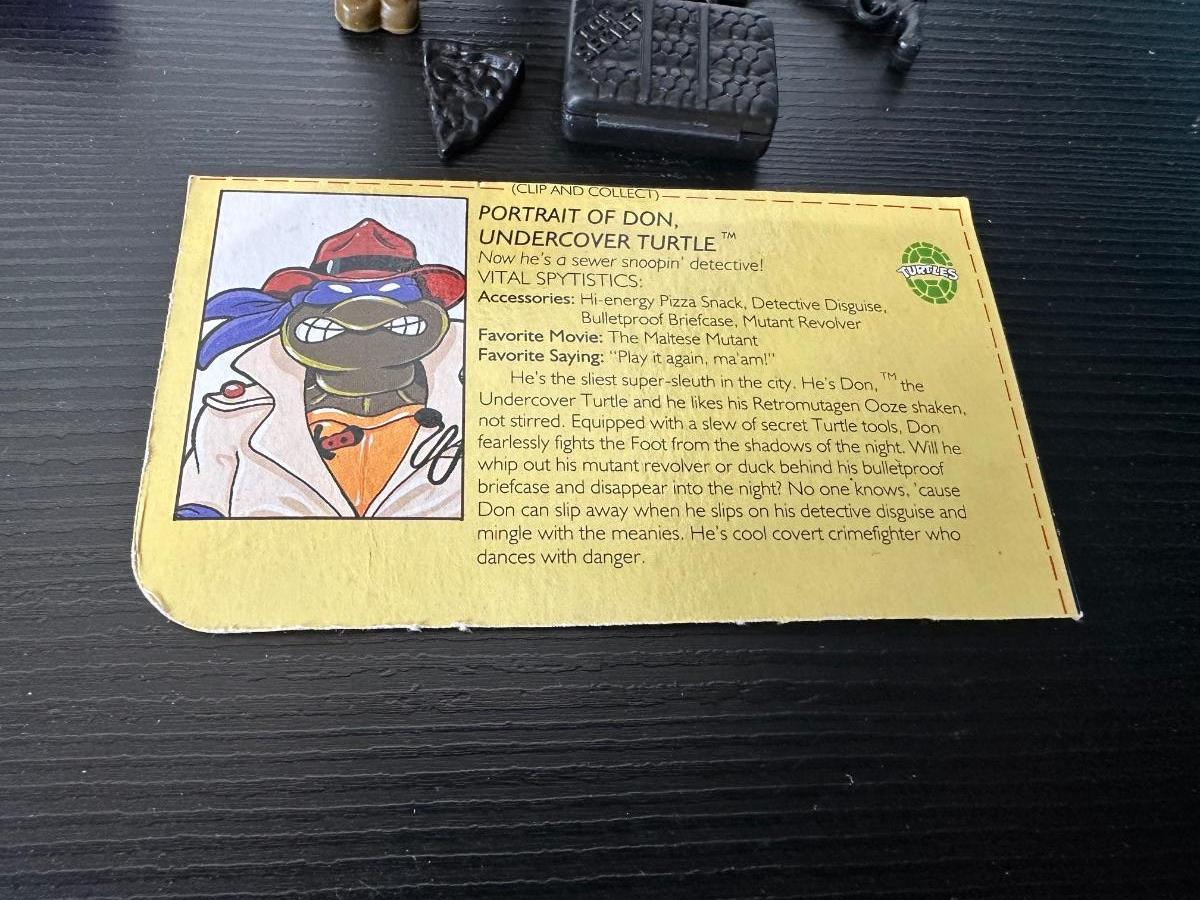 TOP
SECRET
(CLIP AND COLLECT)
PORTRAIT OF DON,
UNDERCOVER TURTLE™
Now he's a sewer snoopin' detective!
VITAL SPYTISTICS:
TURTLES
Accessories: Hi-energy Pizza Snack, Detective Disguise,
Bulletproof Briefcase, Mutant Revolver
Favorite Movie: The Maltese Mutant
Favorite Saying: "Play it again, ma'am!"
He's the sliest super-sleuth in the city. He's Don,™ the
Undercover Turtle and he likes his Retromutagen Ooze shaken,
not stirred. Equipped with a slew of secret Turtle tools, Don
fearlessly fights the Foot from the shadows of the night. Will he
whip out his mutant revolver or duck behind his bulletproof
briefcase and disappear into the night? No one knows, 'cause
Don can slip away when he slips on his detective disguise and
mingle with the meanies. He's cool covert crimefighter who
dances with danger.